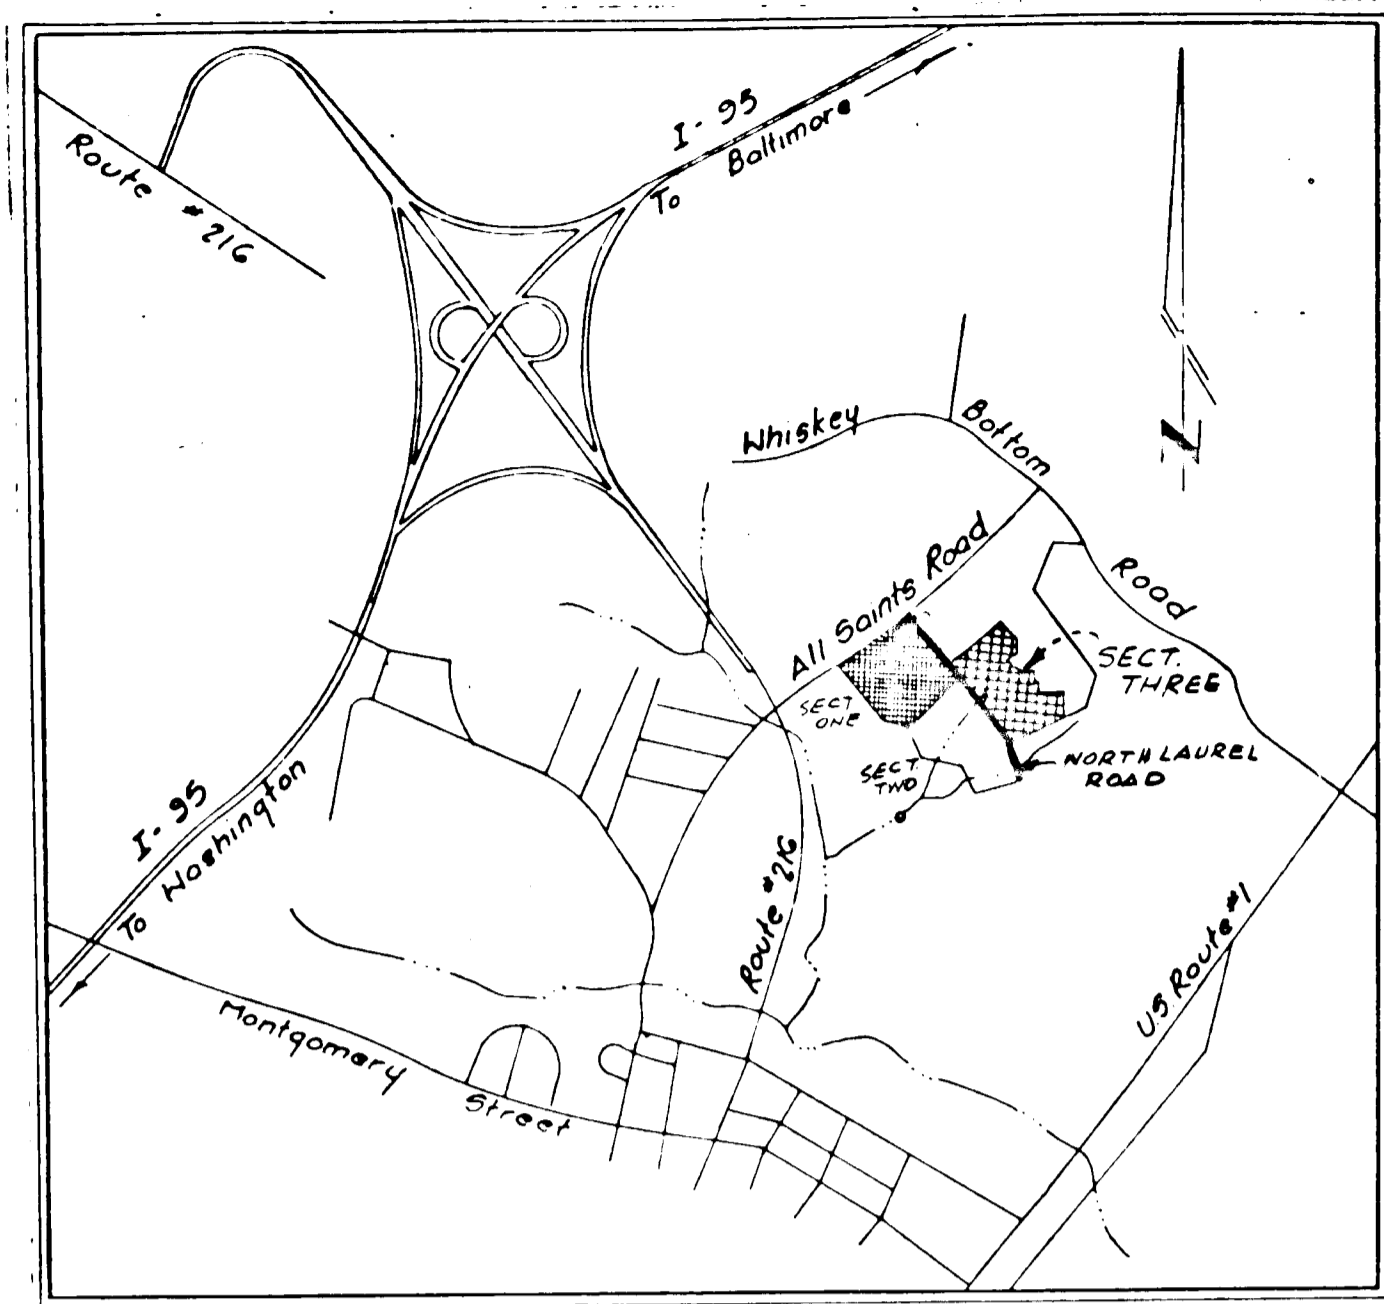 I-95
To Baltimore
Route #216
Whiskey Bottom Road
N
All Saints Road
SECT.
THREE
SECT
ONE
SECT.
TWO
NORTH LAUREL
ROAD
I-95
To Washington
Route #216
U.S. Route #1
Montgomery Street